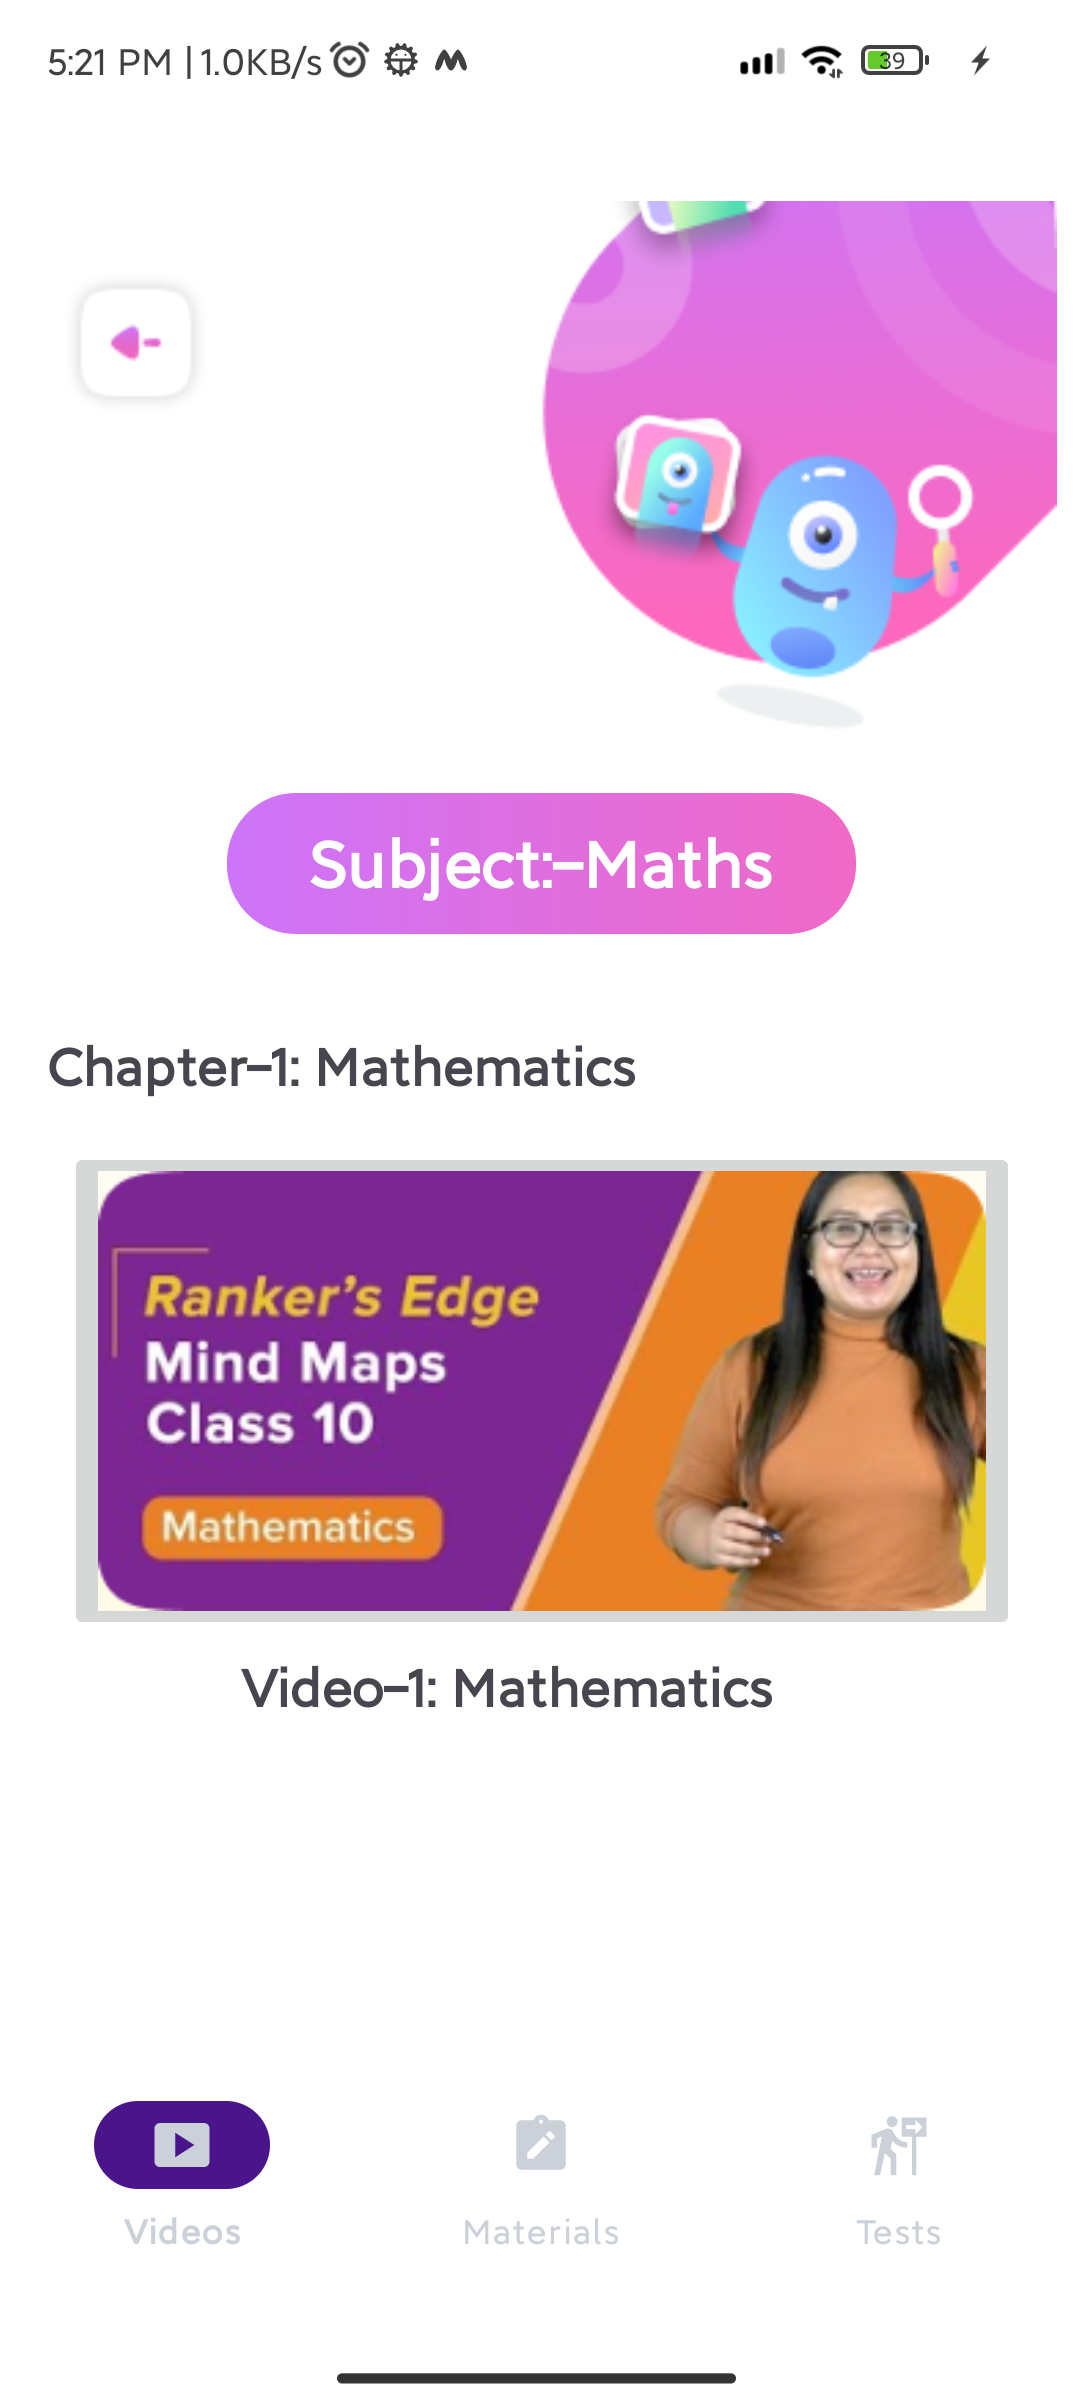 5:21 PM | 1.0KB/s
39
Subject:-Maths
Chapter-1: Mathematics
Ranker's Edge
Mind Maps
Class 10
Mathematics
Video-1: Mathematics
Videos
Materials
Tests